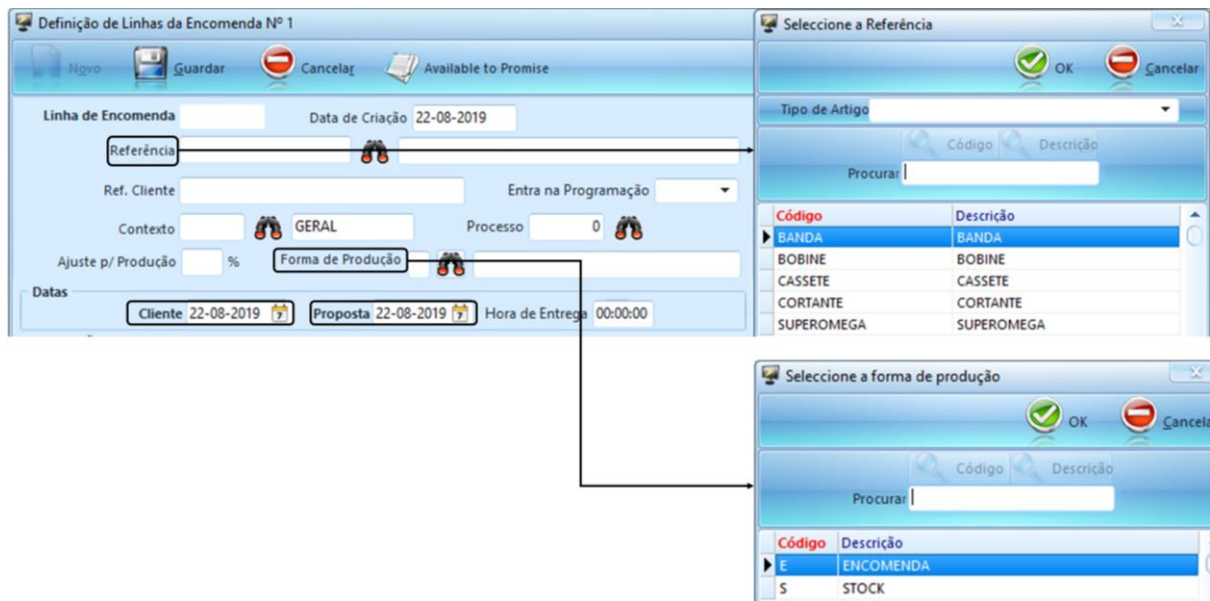 Definição de Linhas da Encomenda Nº 1
Novo Guardar Cancelar Available to Promise
Linha de Encomenda Data de Criação 22-08-2019
Referência
Ref. Cliente Entra na Programação
Contexto GERAL Processo 0
Ajuste p/ Produção % Forma de Produção
Datas
Cliente 22-08-2019 7 Proposta 22-08-2019 7 Hora de Entrega 00:00:00
Seleccione a Referência
OK Cancelar
Tipo de Artigo
Código Descrição
Procurar
Código Descrição
BANDA BANDA
BOBINE BOBINE
CASSETE CASSETE
CORTANTE CORTANTE
SUPEROMEGA SUPEROMEGA
Seleccione a forma de produção
OK Cancela
Código Descrição
Procurar
Código Descrição
E ENCOMENDA
S STOCK